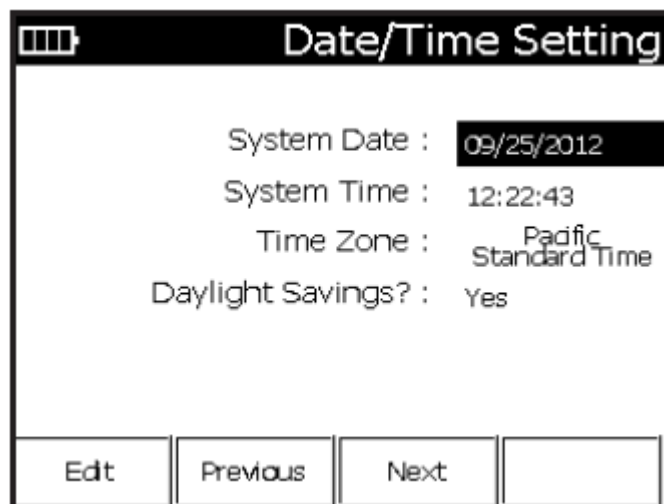 Date/Time Setting
System Date : 09/25/2012
System Time : 12:22:43
Time Zone : Pacific
Standard Time
Daylight Savings? : Yes
Edit Previous Next